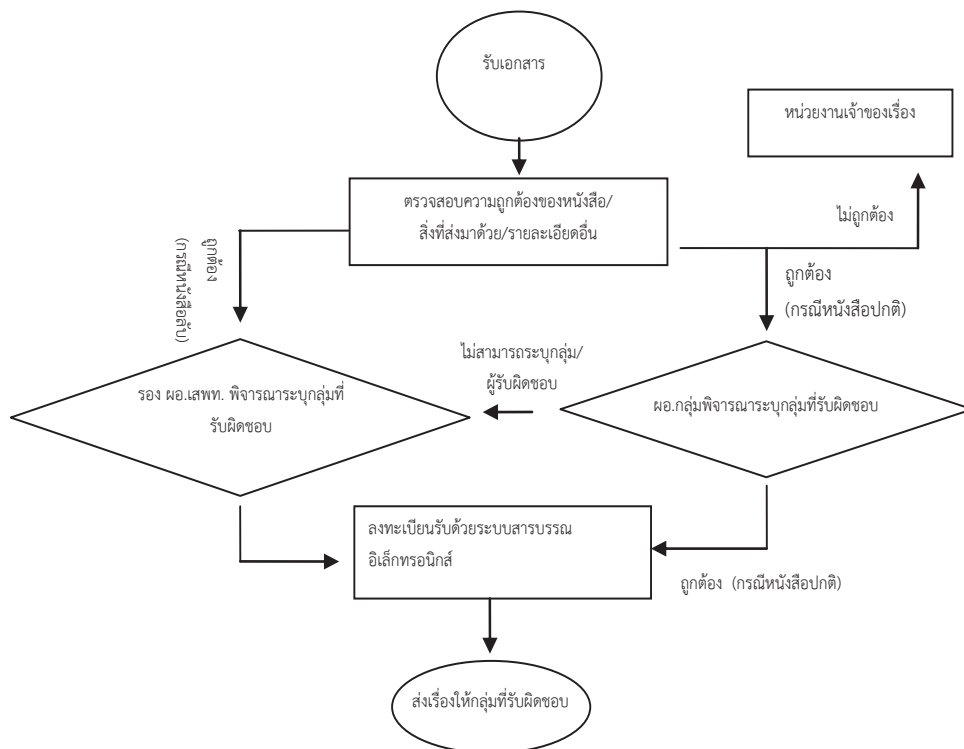 รับเอกสาร
หน่วยงานเจ้าของเรื่อง
ตรวจสอบความถูกต้องของหนังสือ/
สิ่งที่ส่งมาด้วย/รายละเอียดอื่น
ไม่ถูกต้อง
ถูกต้อง
(กรณีหนังสือลับ)
ถูกต้อง
(กรณีหนังสือปกติ)
ไม่สามารถระบุกลุ่ม/
ผู้รับผิดชอบ
รอง ผอ.เสพท. พิจารณาระบุกลุ่มที่
รับผิดชอบ
ผอ.กลุ่มพิจารณาระบุกลุ่มที่รับผิดชอบ
ลงทะเบียนรับด้วยระบบสารบรรณ
อิเล็กทรอนิกส์
ถูกต้อง (กรณีหนังสือปกติ)
ส่งเรื่องให้กลุ่มที่รับผิดชอบ